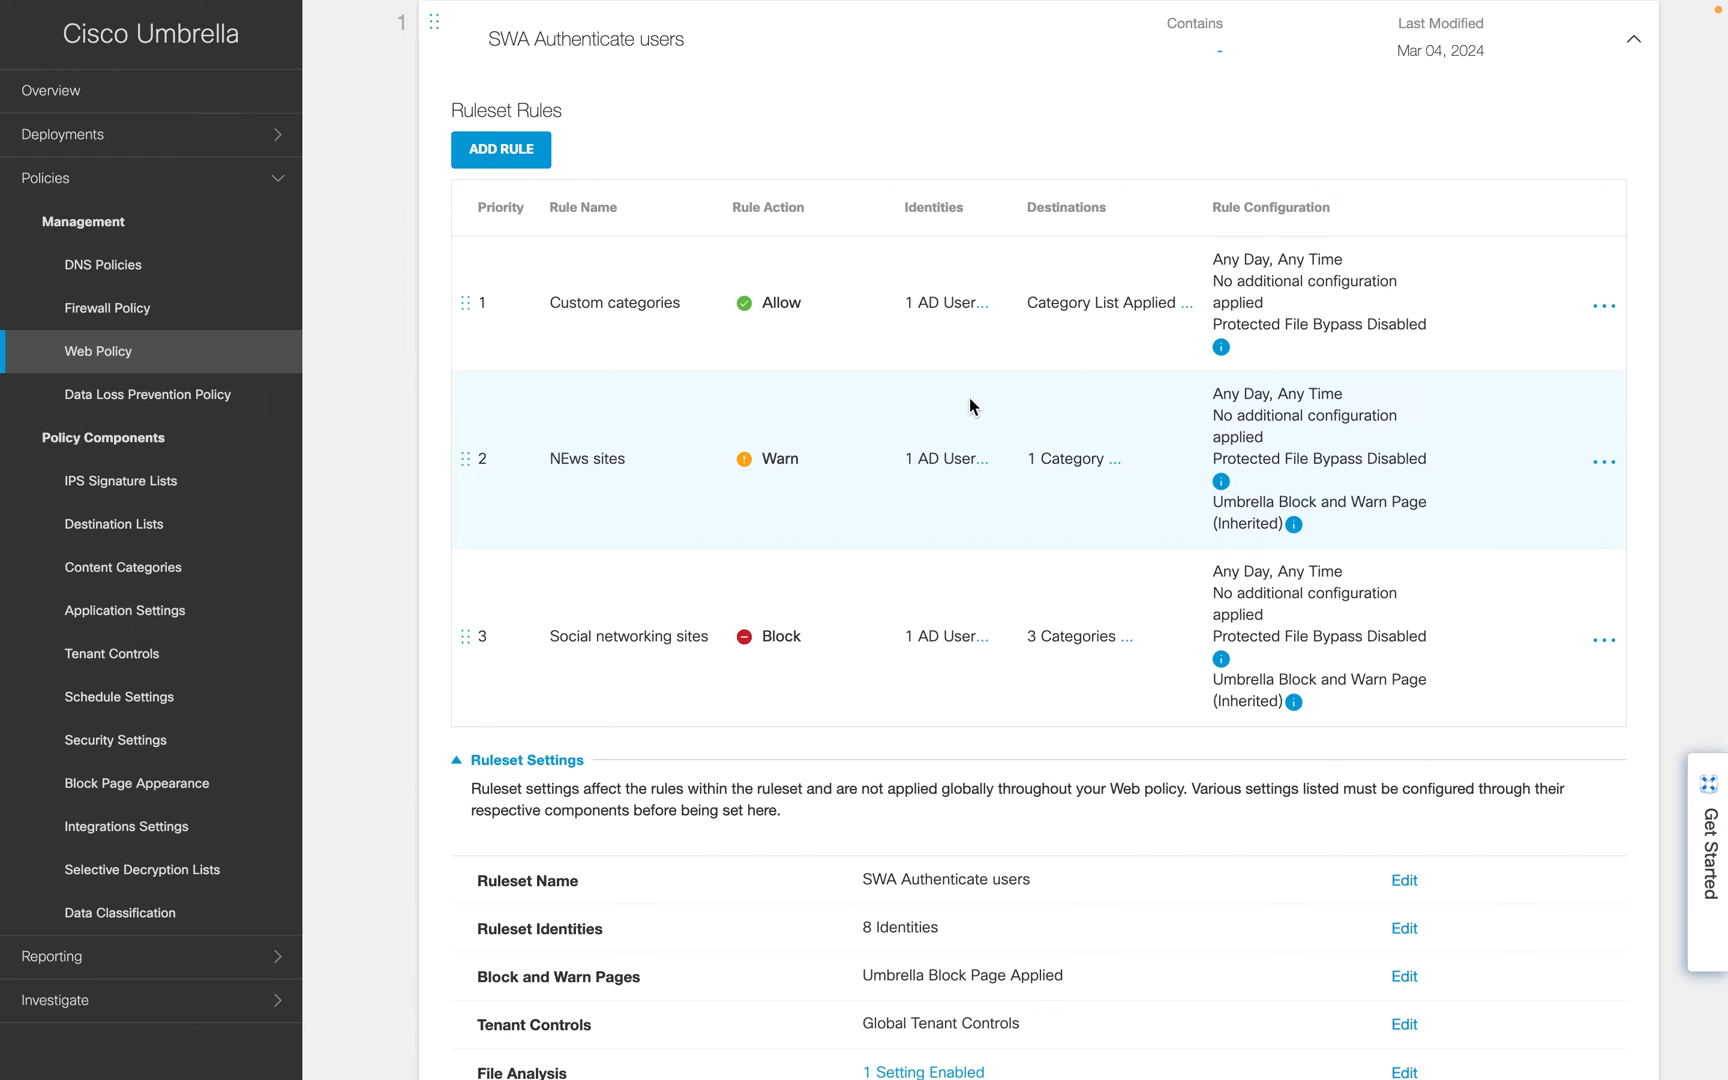 Cisco Umbrella
Overview
Deployments
Policies
Management
DNS Policies
Firewall Policy
Web Policy
Data Loss Prevention Policy
Policy Components
IPS Signature Lists
Destination Lists
Content Categories
Application Settings
Tenant Controls
Schedule Settings
Security Settings
Block Page Appearance
Integrations Settings
Selective Decryption Lists
Data Classification
Reporting
Investigate
1
SWA Authenticate users
Contains
-
Last Modified
Mar 04, 2024
Ruleset Rules
ADD RULE
Priority Rule Name Rule Action Identities Destinations Rule Configuration
1 Custom categories Allow 1 AD User... Category List Applied ...
Any Day, Any Time
No additional configuration
applied
Protected File Bypass Disabled
2 NEws sites Warn 1 AD User... 1 Category ...
Any Day, Any Time
No additional configuration
applied
Protected File Bypass Disabled
Umbrella Block and Warn Page
(Inherited)
3 Social networking sites Block 1 AD User... 3 Categories ...
Any Day, Any Time
No additional configuration
applied
Protected File Bypass Disabled
Umbrella Block and Warn Page
(Inherited)
Ruleset Settings
Ruleset settings affect the rules within the ruleset and are not applied globally throughout your Web policy. Various settings listed must be configured through their
respective components before being set here.
Ruleset Name SWA Authenticate users Edit
Ruleset Identities 8 Identities Edit
Block and Warn Pages Umbrella Block Page Applied Edit
Tenant Controls Global Tenant Controls Edit
File Analysis 1 Setting Enabled Edit
Get Started